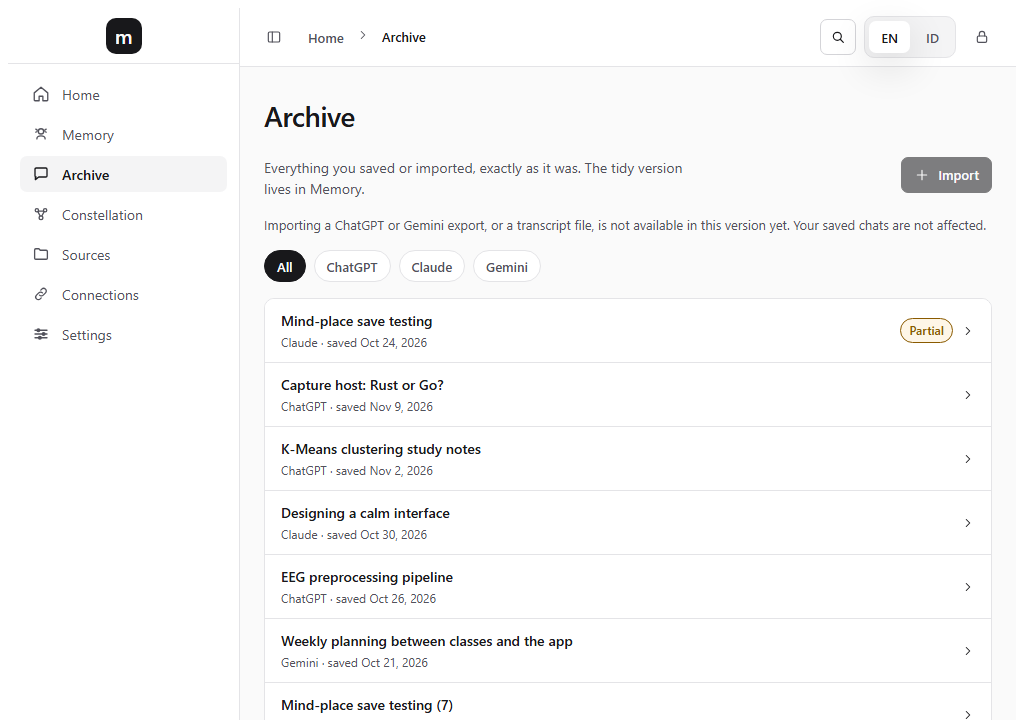 m
Home
Memory
Archive
Constellation
Sources
Connections
Settings
Home
Archive
EN
ID
Archive
Everything you saved or imported, exactly as it was. The tidy version
lives in Memory.
Import
Importing a ChatGPT or Gemini export, or a transcript file, is not available in this version yet. Your saved chats are not affected.
All
ChatGPT
Claude
Gemini
Mind-place save testing
Claude · saved Oct 24, 2026
Partial
Capture host: Rust or Go?
ChatGPT · saved Nov 9, 2026
K-Means clustering study notes
ChatGPT · saved Nov 2, 2026
Designing a calm interface
Claude · saved Oct 30, 2026
EEG preprocessing pipeline
ChatGPT · saved Oct 26, 2026
Weekly planning between classes and the app
Gemini · saved Oct 21, 2026
Mind-place save testing (7)